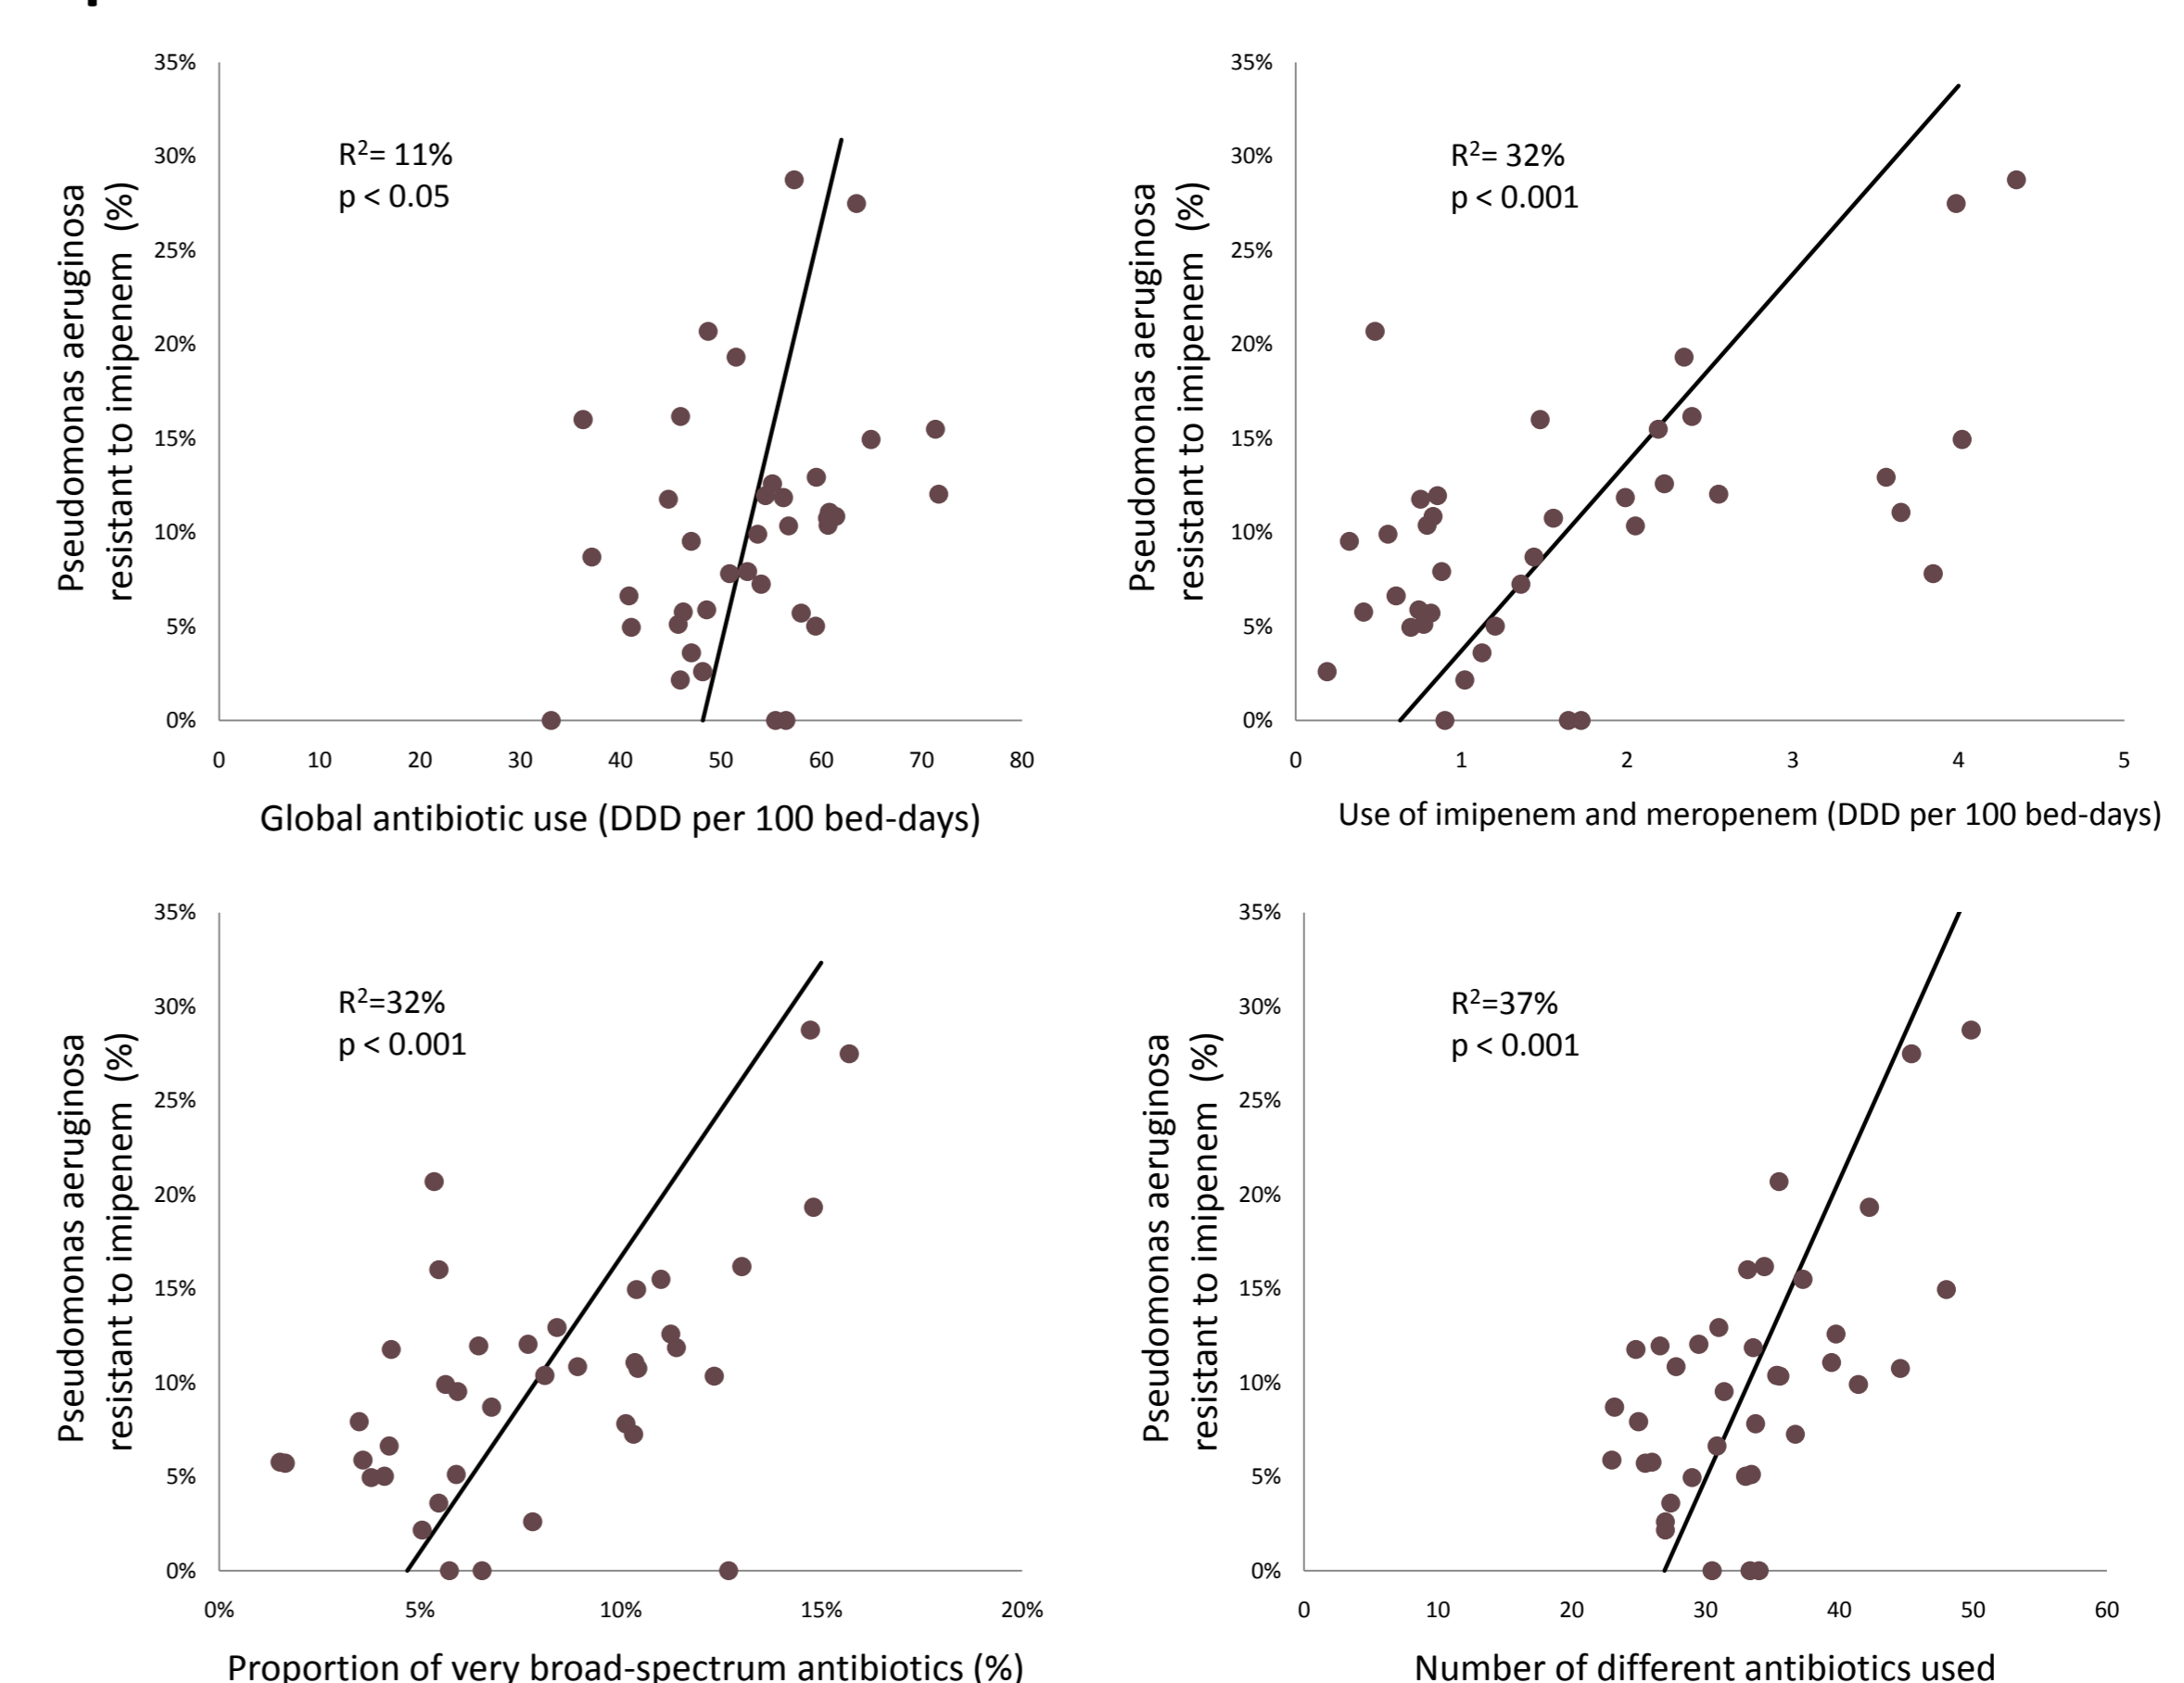 35%
30%
25%
20%
15%
10%
5%
0%
0 10 20 30 40 50 60 70 80
Pseudomonas aeruginosa
resistant to imipenem (%)
R²= 11%
p < 0.05
Global antibiotic use (DDD per 100 bed-days)
35%
30%
25%
20%
15%
10%
5%
0%
0 1 2 3 4 5
Pseudomonas aeruginosa
resistant to imipenem (%)
R²= 32%
p < 0.001
Use of imipenem and meropenem (DDD per 100 bed-days)
35%
30%
25%
20%
15%
10%
5%
0%
0% 5% 10% 15% 20%
Pseudomonas aeruginosa
resistant to imipenem (%)
R²=32%
p < 0.001
Proportion of very broad-spectrum antibiotics (%)
35%
30%
25%
20%
15%
10%
5%
0%
0 10 20 30 40 50 60
Pseudomonas aeruginosa
resistant to imipenem (%)
R²=37%
p < 0.001
Number of different antibiotics used